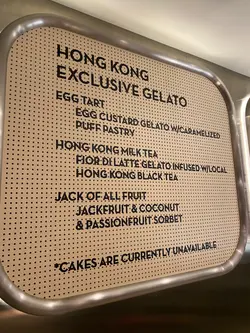 HONG KONG
EXCLUSIVE GELATO
EGG TART
EGG CUSTARD GELATO W/CARAMELIZED
PUFF PASTRY
HONG KONG MILK TEA
FIOR DI LATTE GELATO INFUSED W/LOCAL
HONG KONG BLACK TEA
JACK OF ALL FRUIT
JACKFRUIT & COCONUT
& PASSIONFRUIT SORBET
*CAKES ARE CURRENTLY UNAVAILABLE